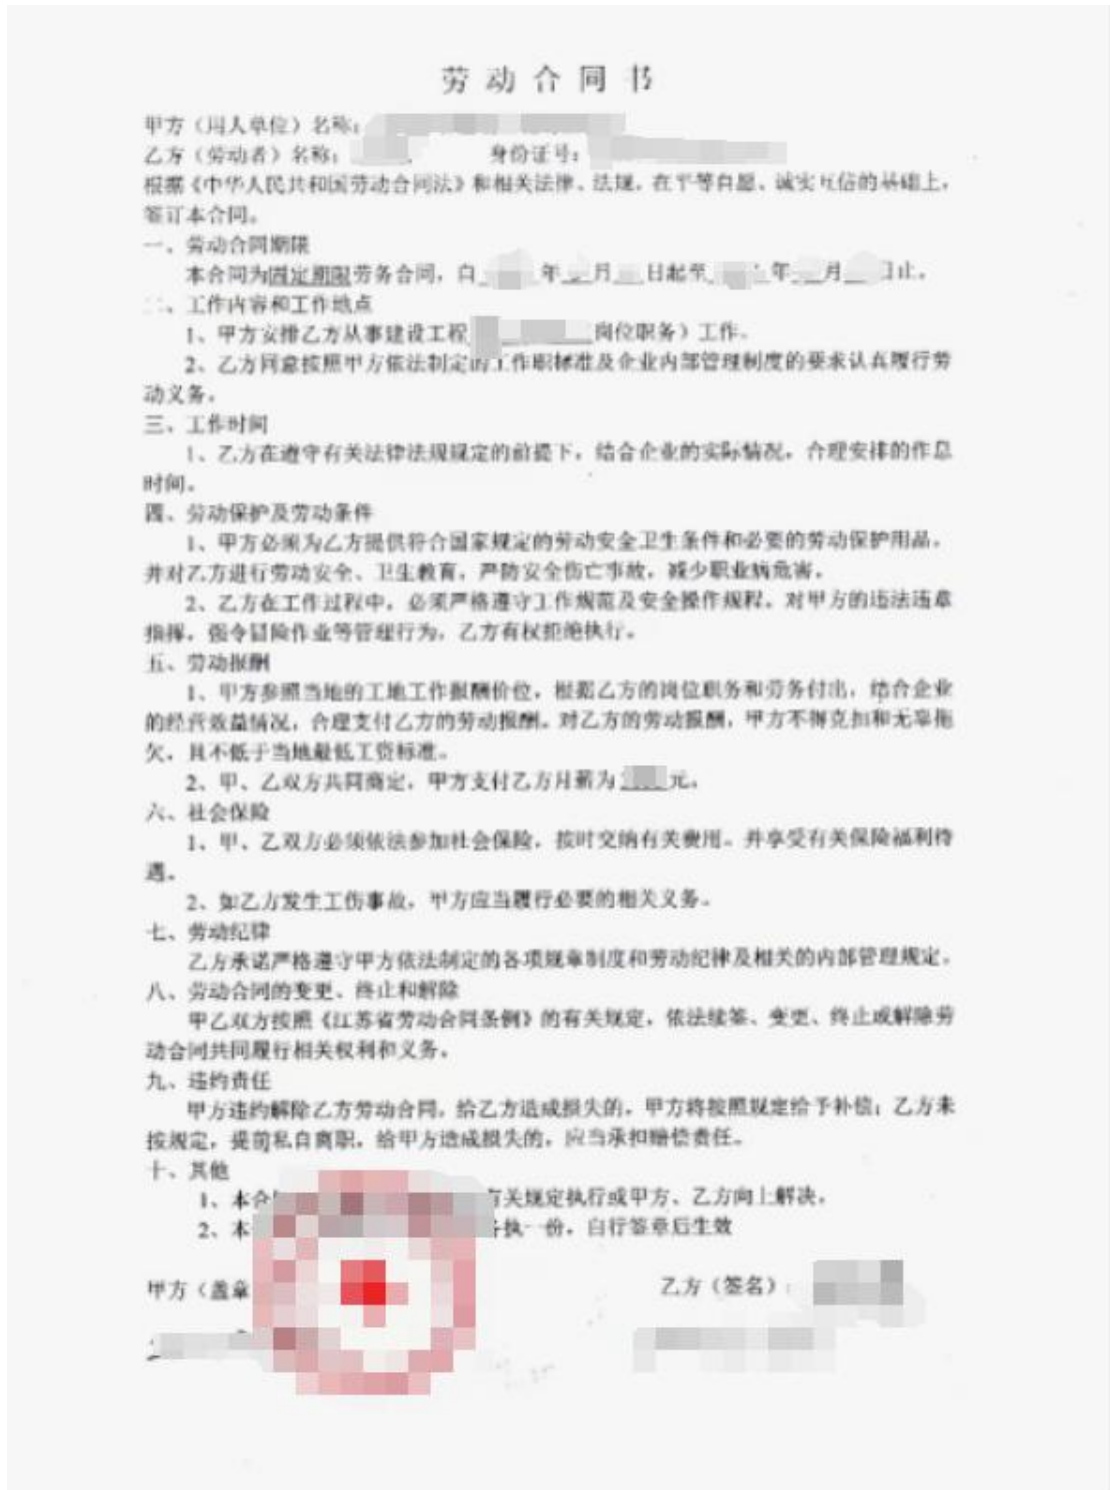 劳动合同书
甲方（用人单位）名称：
乙方（劳动者）名称： 身份证号：
根据《中华人民共和国劳动合同法》和相关法律、法规，在平等自愿、诚实互信的基础上，
签订本合同。
一、劳动合同期限
本合同为固定期限劳务合同，自 年 月 日起至 年 月 日止。
二、工作内容和工作地点
1、甲方安排乙方从事建设工程 岗位职务）工作。
2、乙方同意按照甲方依法制定的工作职标准及企业内部管理制度的要求认真履行劳
动义务。
三、工作时间
1、乙方在遵守有关法律法规规定的前提下，结合企业的实际情况，合理安排的作息
时间。
四、劳动保护及劳动条件
1、甲方必须为乙方提供符合国家规定的劳动安全卫生条件和必要的劳动保护用品。
并对乙方进行劳动安全、卫生教育，严防安全伤亡事故，减少职业病危害。
2、乙方在工作过程中，必须严格遵守工作规范及安全操作规程。对甲方的违法违章
指挥，强令冒险作业等管理行为，乙方有权拒绝执行。
五、劳动报酬
1、甲方参照当地的工地工作报酬价位，根据乙方的岗位职务和劳务付出，结合企业
的经营效益情况，合理支付乙方的劳动报酬。对乙方的劳动报酬，甲方不得克扣和无辜拖
欠，且不低于当地最低工资标准。
2、甲、乙双方共同商定，甲方支付乙方月薪为 元。
六、社会保险
1、甲、乙双方必须依法参加社会保险，按时交纳有关费用。并享受有关保险福利待
遇。
2、如乙方发生工伤事故，甲方应当履行必要的相关义务。
七、劳动纪律
乙方承诺严格遵守甲方依法制定的各项规章制度和劳动纪律及相关的内部管理规定。
八、劳动合同的变更、终止和解除
甲乙双方按照《江苏省劳动合同条例》的有关规定，依法续签、变更、终止或解除劳
动合同共同履行相关权利和义务。
九、违约责任
甲方违约解除乙方劳动合同，给乙方造成损失的，甲方将按照规定给予补偿；乙方未
按规定，提前私自离职，给甲方造成损失的，应当承担赔偿责任。
十、其他
1、本合 有关规定执行或甲方、乙方向上解决。
2、本 各执一份，自行签章后生效
甲方（盖章 乙方（签名）：